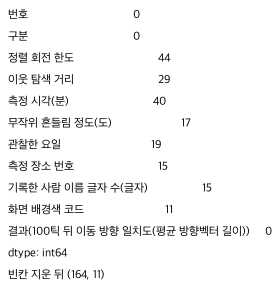 번호 0
구분 0
정렬 회전 한도 44
이웃 탐색 거리 29
측정 시각(분) 40
무작위 흔들림 정도(도) 17
관찰한 요일 19
측정 장소 번호 15
기록한 사람 이름 글자 수(글자) 15
화면 배경색 코드 11
결과(100틱 뒤 이동 방향 일치도(평균 방향벡터 길이)) 0
dtype: int64
빈칸 지운 뒤 (164, 11)